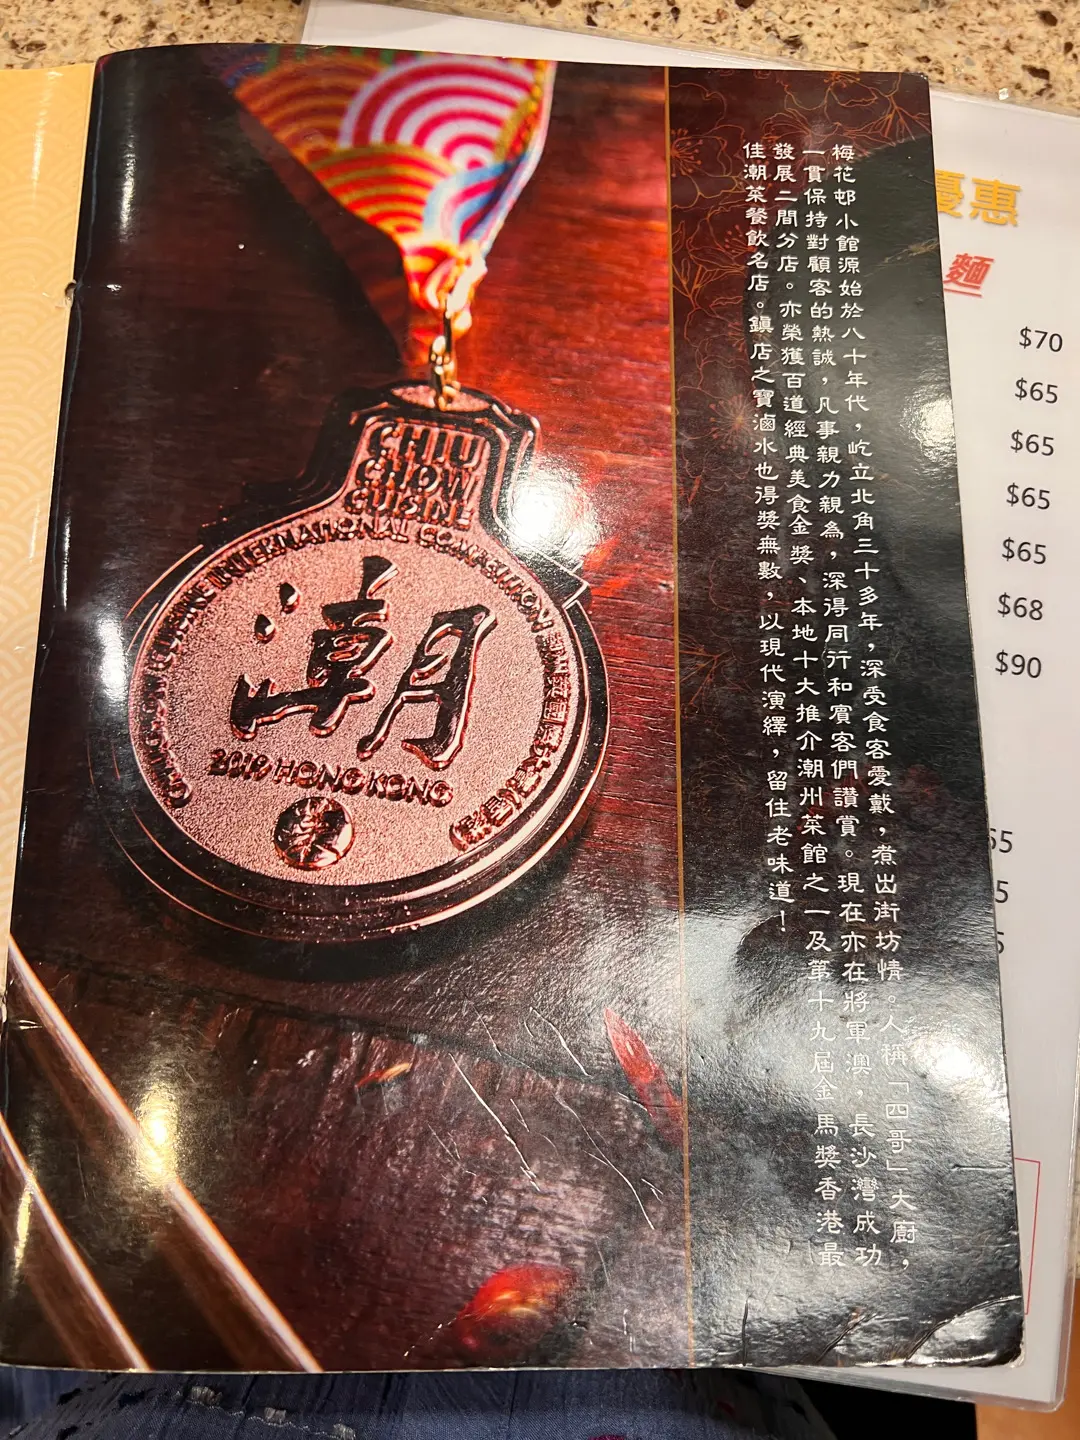 梅花邨小館源始於八十年代，屹立北角三十多年，深受食客愛戴，煮出街坊情。人稱「四哥」大廚，
一貫保持對顧客的熱誠，凡事親力親為，深得同行和賓客們讚賞。現在亦在將軍澳，長沙灣成功
發展二間分店。亦榮獲百道經典美食金獎、本地十大推介潮州菜館之一及第十九屆金馬獎香港最
佳潮菜餐飲名店。鎮店之寶滷水也得獎無數，以現代演繹，留住老味道！
CHIU
CHOW
CUISINE
INTERNATIONAL COMPETITION
潮
2019 HONG KONG
優惠
麵
$70
$65
$65
$65
$65
$68
$90